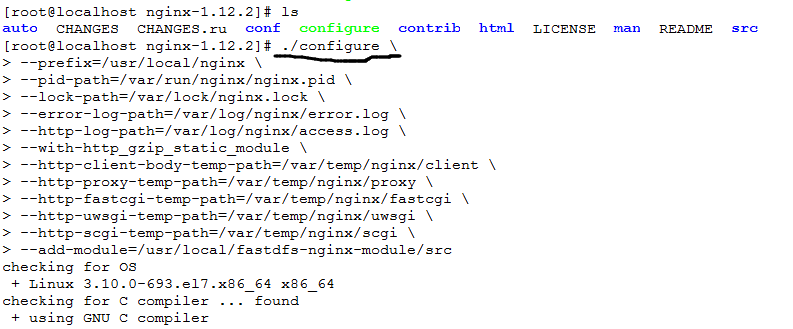 [root@localhost nginx-1.12.2]# ls
auto CHANGES CHANGES.ru conf configure contrib html LICENSE man README src
[root@localhost nginx-1.12.2]# ./configure \
> --prefix=/usr/local/nginx \
> --pid-path=/var/run/nginx/nginx.pid \
> --lock-path=/var/lock/nginx.lock \
> --error-log-path=/var/log/nginx/error.log \
> --http-log-path=/var/log/nginx/access.log \
> --with-http_gzip_static_module \
> --http-client-body-temp-path=/var/temp/nginx/client \
> --http-proxy-temp-path=/var/temp/nginx/proxy \
> --http-fastcgi-temp-path=/var/temp/nginx/fastcgi \
> --http-uwsgi-temp-path=/var/temp/nginx/uwsgi \
> --http-scgi-temp-path=/var/temp/nginx/scgi \
> --add-module=/usr/local/fastdfs-nginx-module/src
checking for OS
 + Linux 3.10.0-693.el7.x86_64 x86_64
checking for C compiler ... found
 + using GNU C compiler